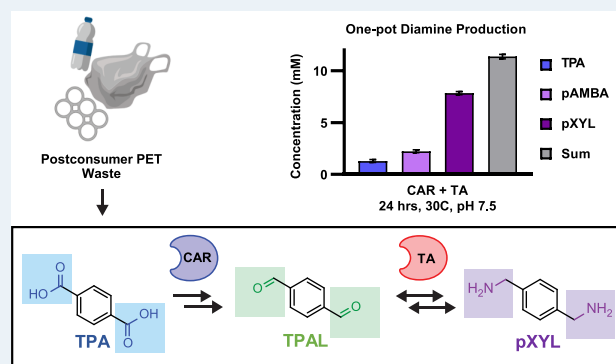 One-pot Diamine Production
Concentration (mM)
10
5
0
TPA
pAMBA
pXYL
Sum
CAR + TA
24 hrs, 30C, pH 7.5
Postconsumer PET
Waste
CAR
TA
O
HO
OH
O
TPA
O
O
TPAL
H₂N
NH₂
pXYL